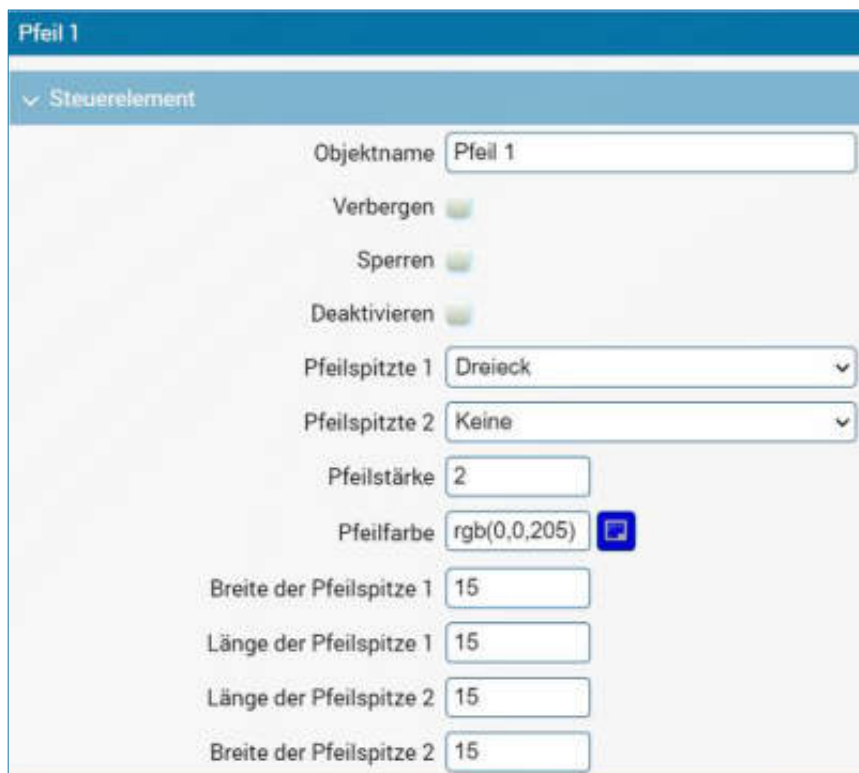 Pfeil 1
Steuerelement
Objektname Pfeil 1
Verbergen
Sperren
Deaktivieren
Pfeilspitzte 1 Dreieck
Pfeilspitzte 2 Keine
Pfeilstärke 2
Pfeilfarbe rgb(0,0,205)
Breite der Pfeilspitze 1 15
Länge der Pfeilspitze 1 15
Länge der Pfeilspitze 2 15
Breite der Pfeilspitze 2 15